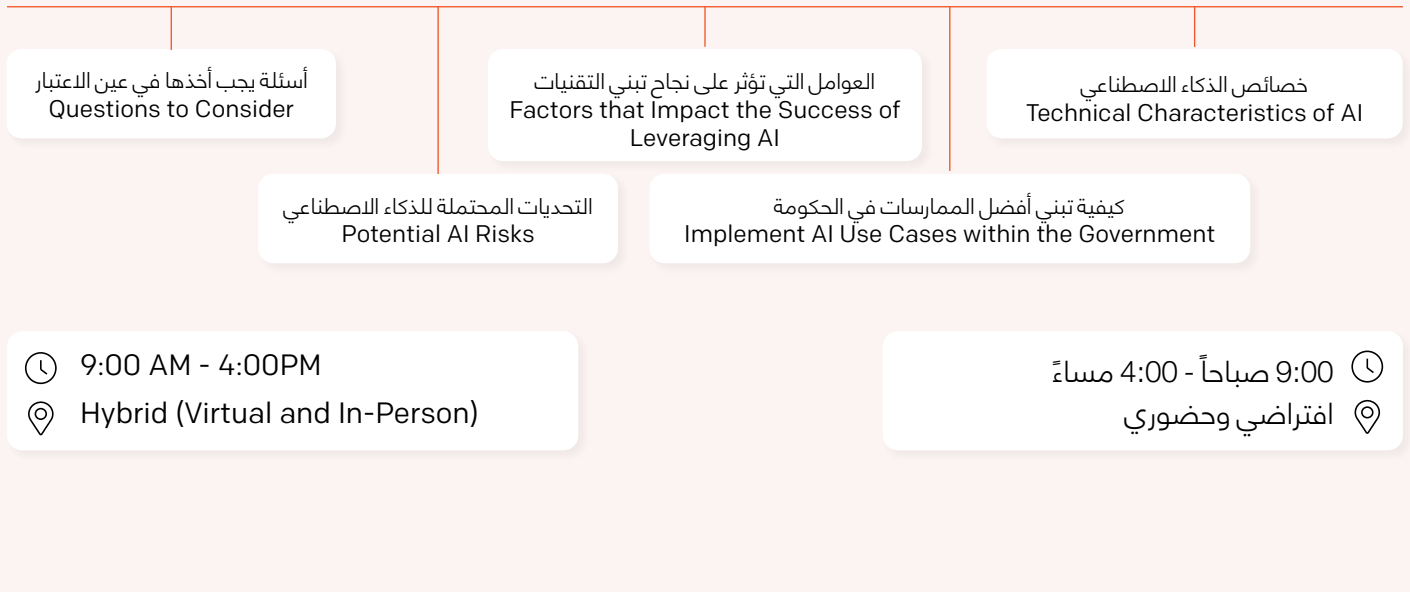 أسئلة يجب أخذها في عين الاعتبار
Questions to Consider
العوامل التي تؤثر على نجاح تبني التقنيات
Factors that Impact the Success of
Leveraging AI
خصائص الذكاء الاصطناعي
Technical Characteristics of AI
التحديات المحتملة للذكاء الاصطناعي
Potential AI Risks
كيفية تبني أفضل الممارسات في الحكومة
Implement AI Use Cases within the Government
9:00 AM - 4:00PM
Hybrid (Virtual and In-Person)
9:00 صباحاً - 4:00 مساءً
افتراضي وحضوري